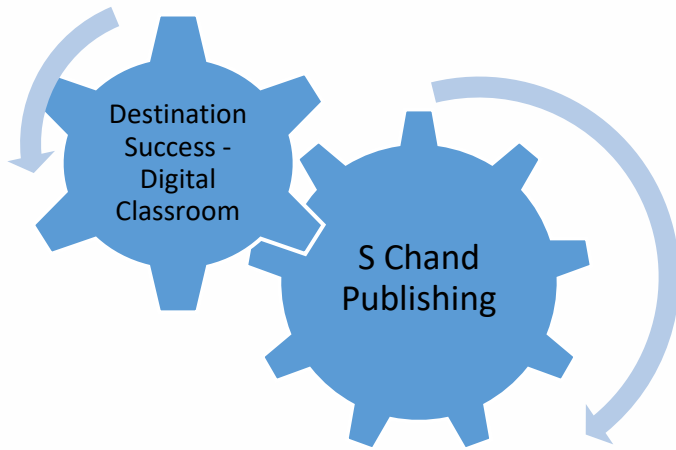 Destination
Success -
Digital
Classroom
S Chand
Publishing